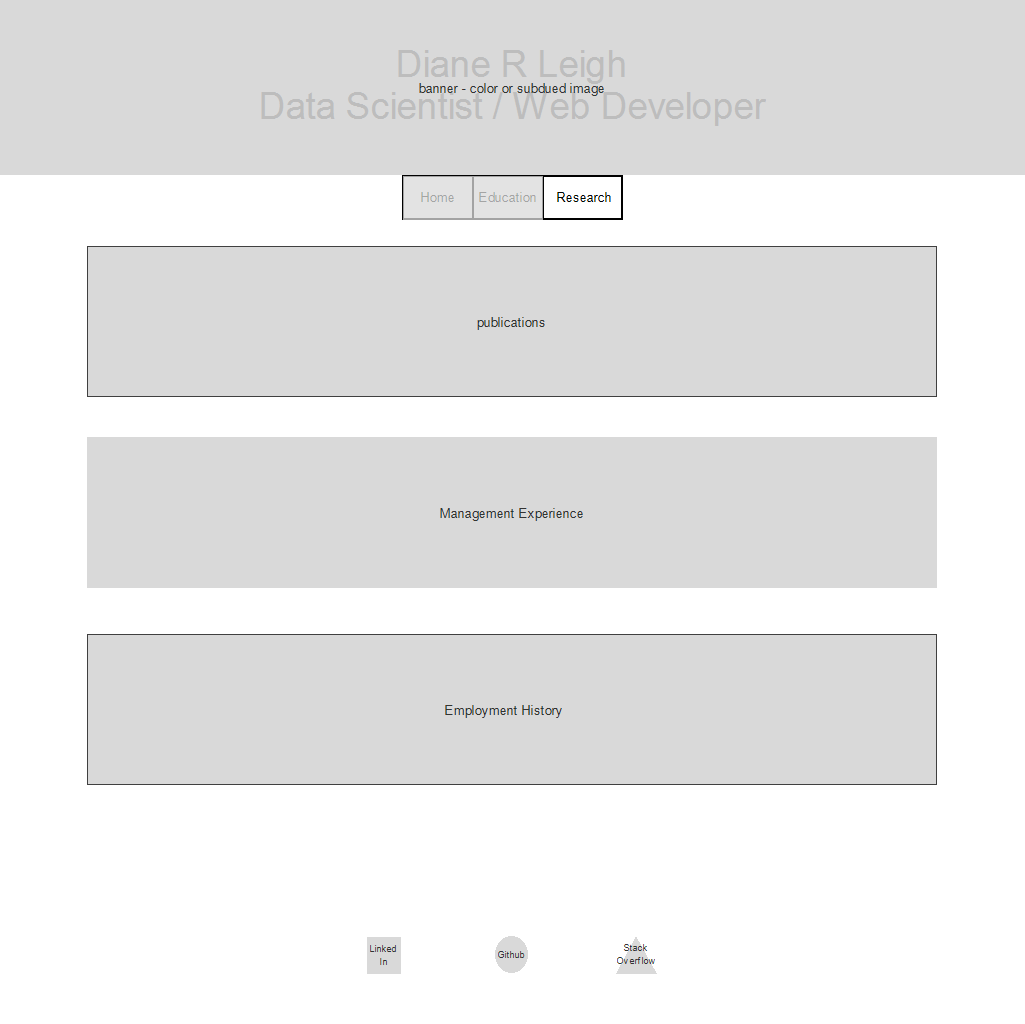 Diane R Leigh
banner - color or subdued image
Data Scientist / Web Developer
Home Education Research
publications
Management Experience
Employment History
Linked
In
Github
Stack
Overflow